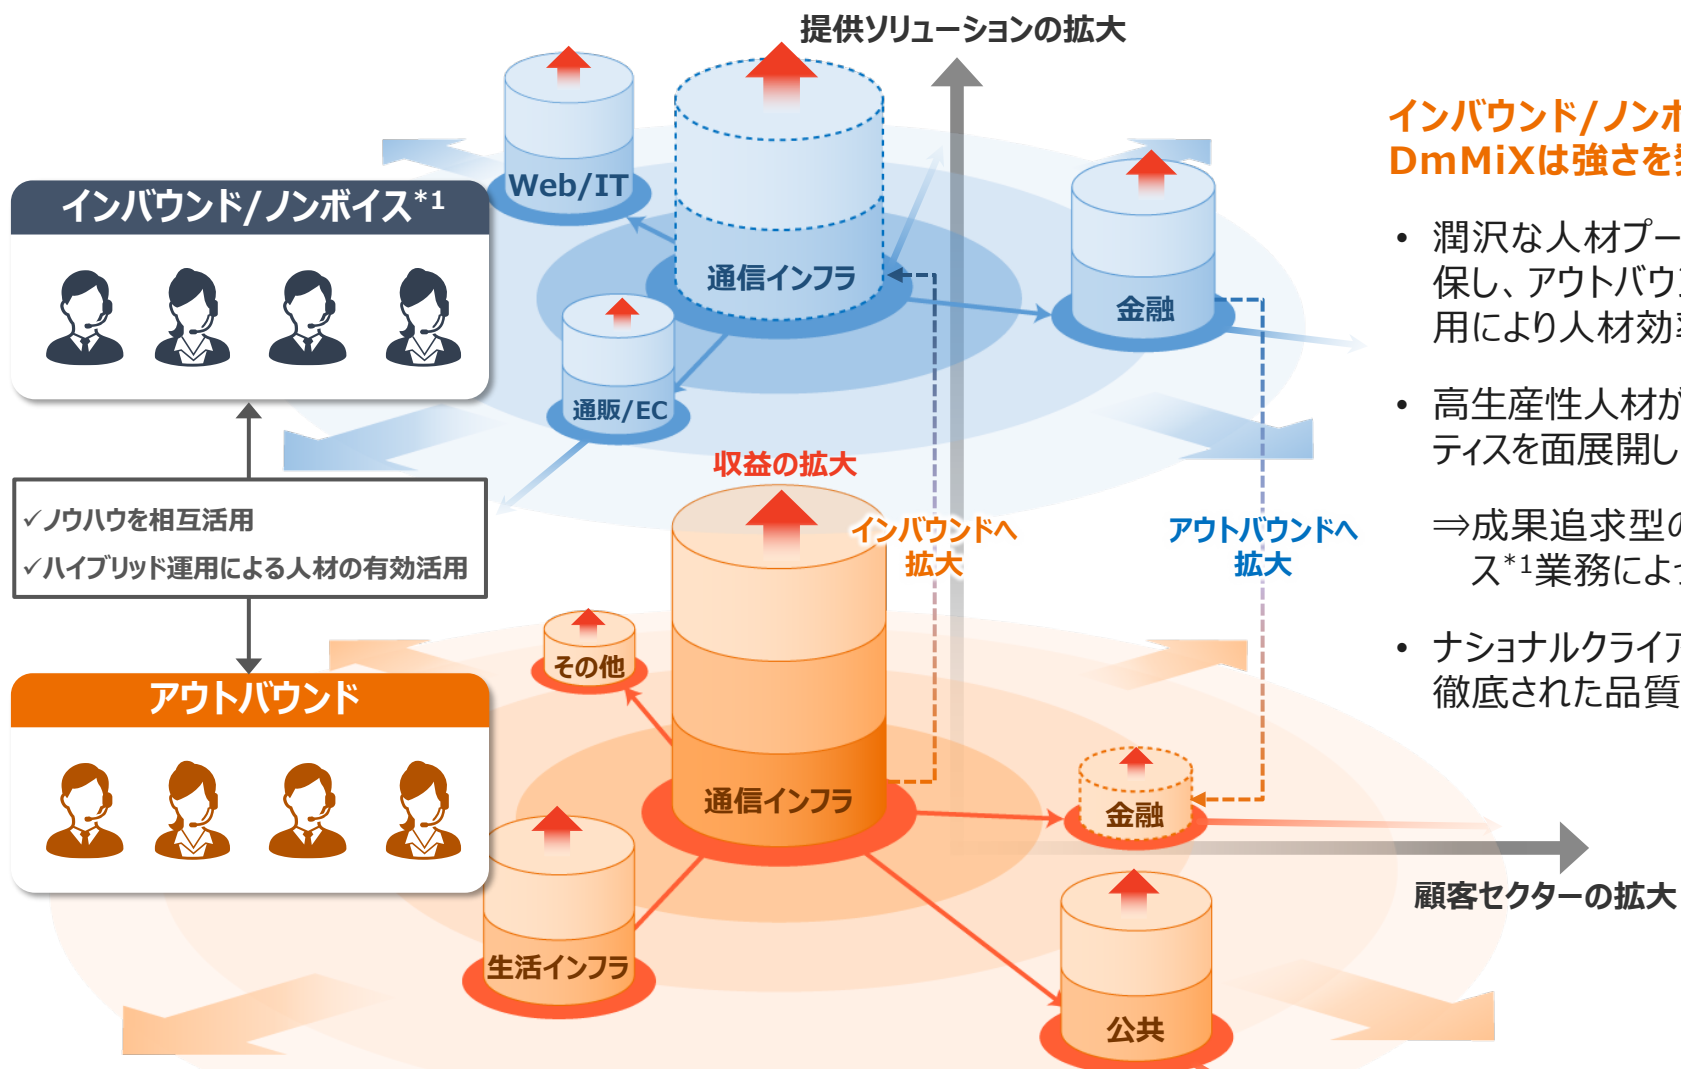 提供ソリューションの拡大
インバウンド/ノンボイス*1
Web/IT
通信インフラ
金融
通販/EC
✓ノウハウを相互活用
✓ハイブリッド運用による人材の有効活用
収益の拡大
インバウンドへ
拡大
アウトバウンドへ
拡大
アウトバウンド
その他
通信インフラ
金融
生活インフラ
公共
顧客セクターの拡大
インバウンド/ノンボ
DmMiXは強さを
• 潤沢な人材プー
保し、アウトバウ
用により人材効
• 高生産性人材が
ティスを面展開し
⇒成果追求型の
ス*1業務によっ
• ナショナルクライア
徹底された品質